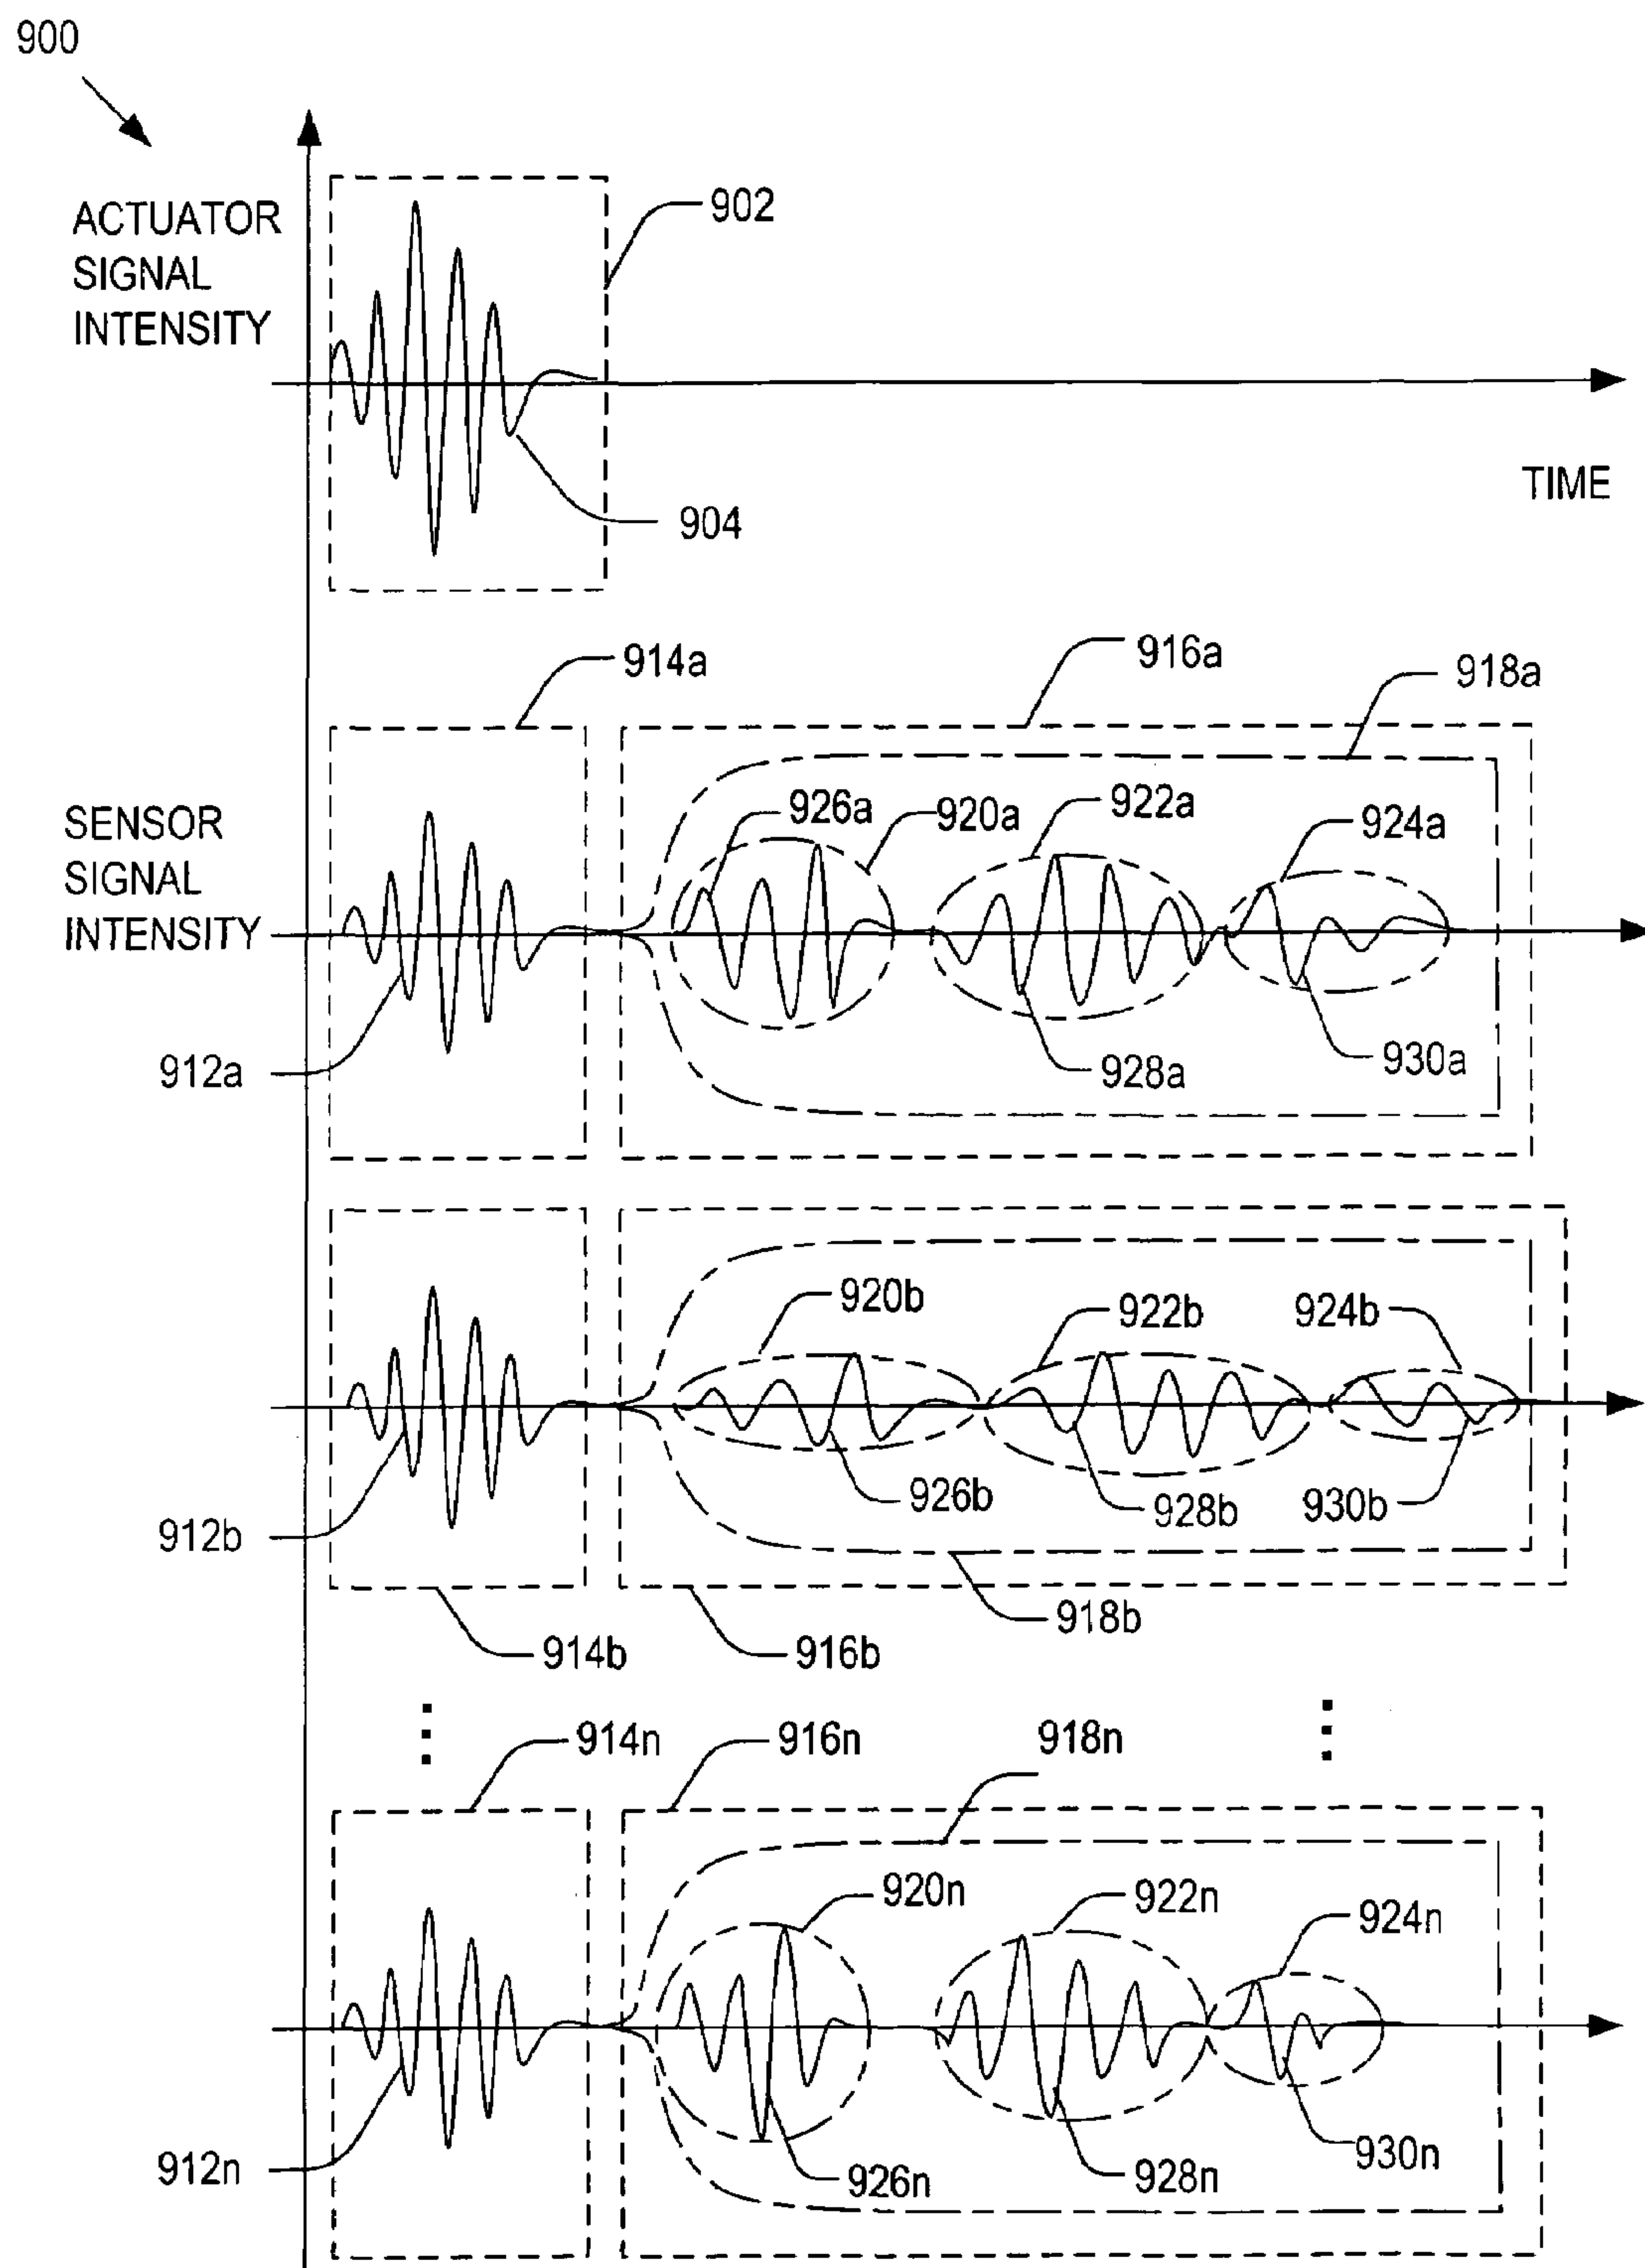 900
ACTUATOR
SIGNAL
INTENSITY
902
904
TIME
914a
916a
918a
SENSOR
SIGNAL
INTENSITY
926a
920a
922a
924a
912a
928a
930a
920b
922b
924b
926b
928b
930b
912b
918b
914b
916b
914n
916n
918n
920n
922n
924n
912n
926n
928n
930n